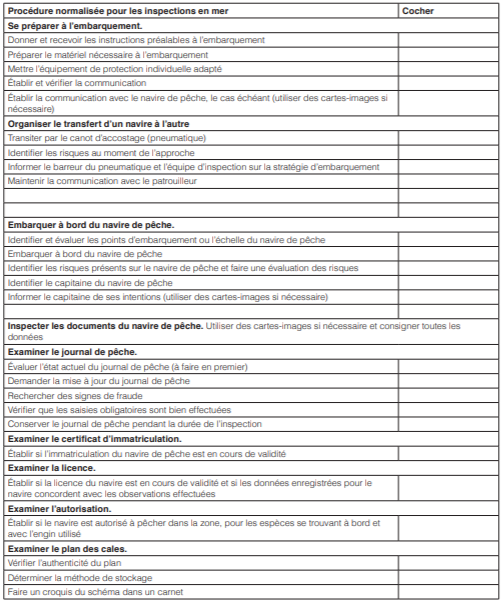 Procédure normalisée pour les inspections en mer Cocher
Se préparer à l'embarquement.
Donner et recevoir les instructions préalables à l'embarquement
Préparer le matériel nécessaire à l'embarquement
Mettre l'équipement de protection individuelle adapté
Établir et vérifier la communication
Établir la communication avec le navire de pêche, le cas échéant (utiliser des cartes-images si
nécessaire)
Organiser le transfert d'un navire à l'autre
Transiter par le canot d'accostage (pneumatique)
Identifier les risques au moment de l'approche
Informer le barreur du pneumatique et l'équipe d'inspection sur la stratégie d'embarquement
Maintenir la communication avec le patrouilleur
Embarquer à bord du navire de pêche.
Identifier et évaluer les points d'embarquement ou l'échelle du navire de pêche
Embarquer à bord du navire de pêche
Identifier les risques présents sur le navire de pêche et faire une évaluation des risques
Identifier le capitaine du navire de pêche
Informer le capitaine de ses intentions (utiliser des cartes-images si nécessaire)
Inspecter les documents du navire de pêche. Utiliser des cartes-images si nécessaire et consigner toutes les
données
Examiner le journal de pêche.
Évaluer l'état actuel du journal de pêche (à faire en premier)
Demander la mise à jour du journal de pêche
Rechercher des signes de fraude
Vérifier que les saisies obligatoires sont bien effectuées
Conserver le journal de pêche pendant la durée de l'inspection
Examiner le certificat d'immatriculation.
Établir si l'immatriculation du navire de pêche est en cours de validité
Examiner la licence.
Établir si la licence du navire est en cours de validité et si les données enregistrées pour le
navire concordent avec les observations effectuées
Examiner l'autorisation.
Établir si le navire est autorisé à pêcher dans la zone, pour les espèces se trouvant à bord et
avec l'engin utilisé
Examiner le plan des cales.
Vérifier l'authenticité du plan
Déterminer la méthode de stockage
Faire un croquis du schéma dans un carnet